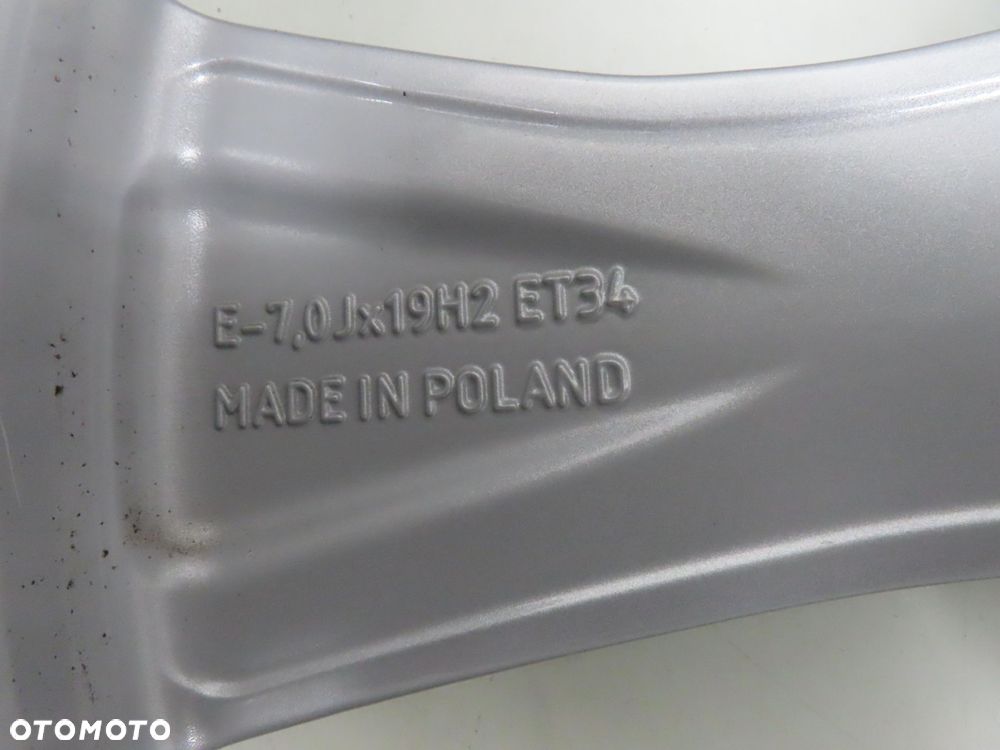 E-7,0Jx19H2 ET34
MADE IN POLAND
OTOMOTO